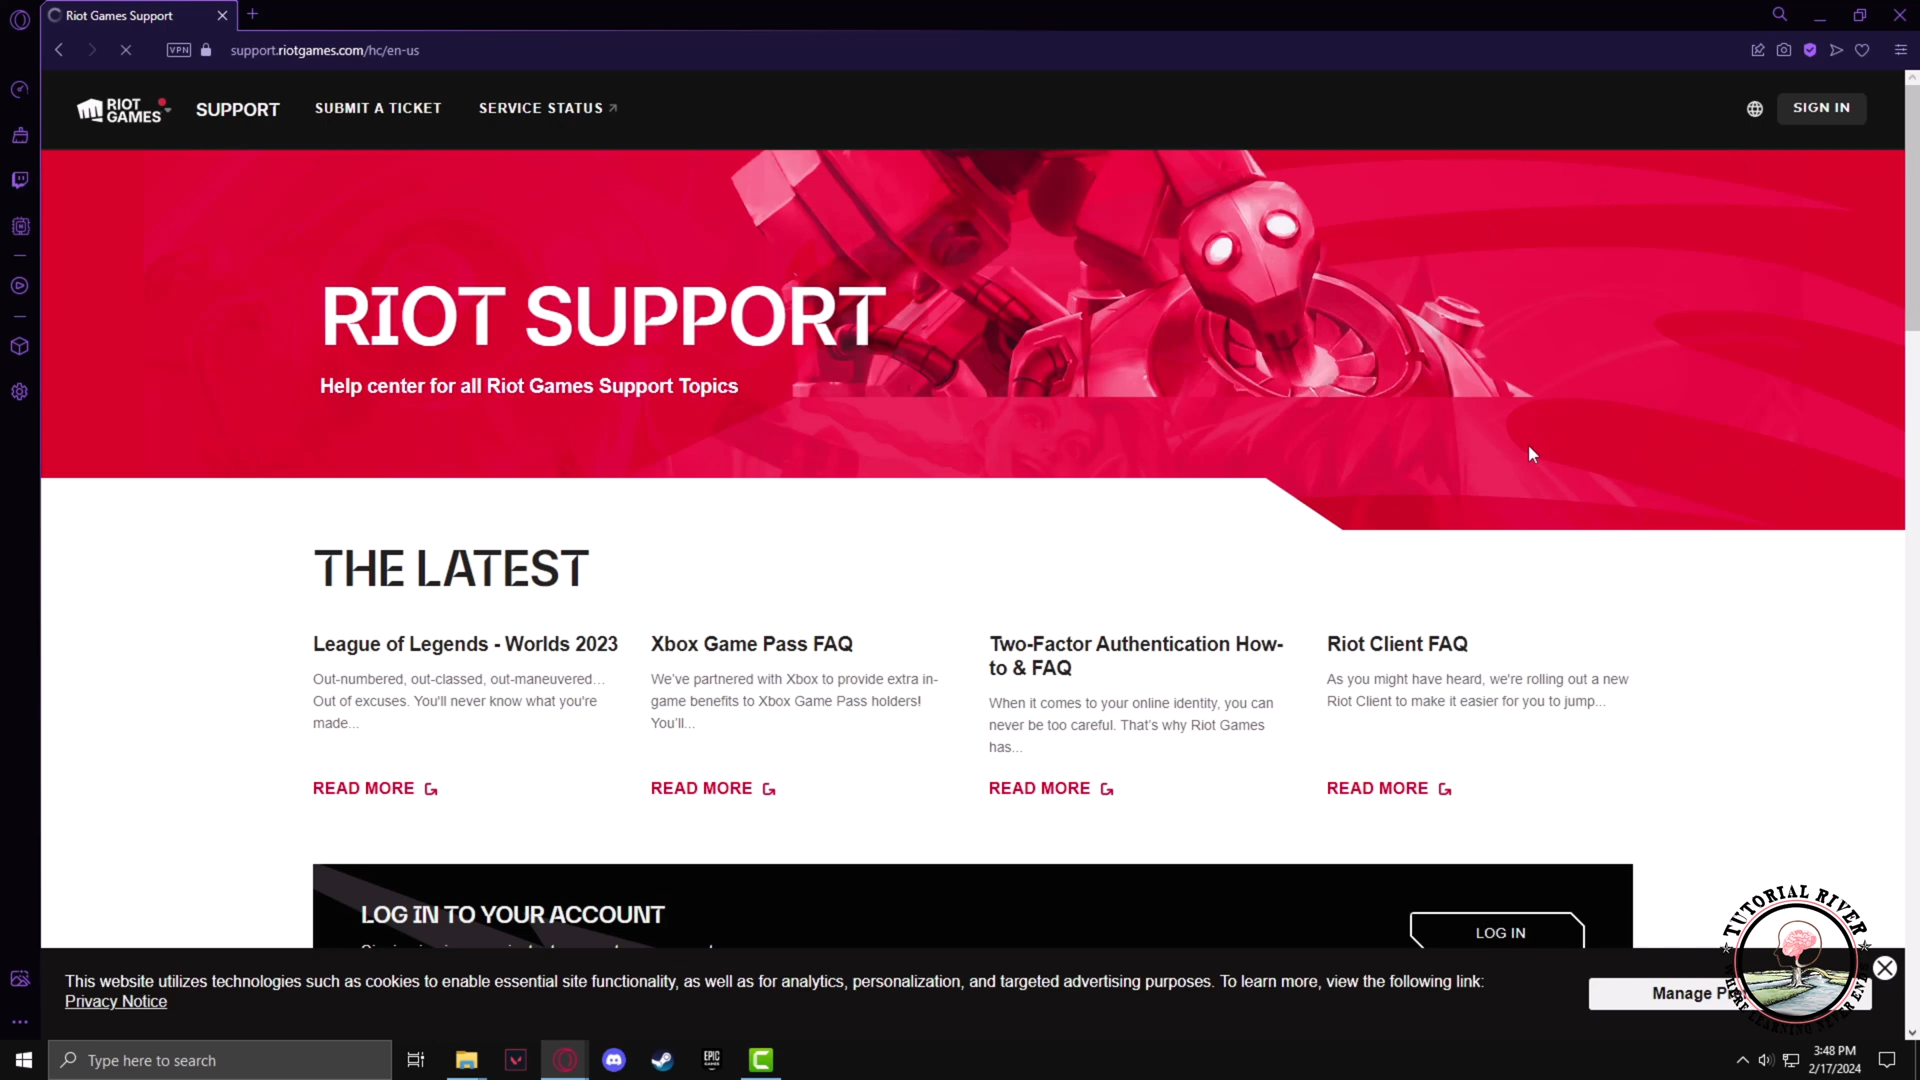 Riot Games Support
VPN
support.riotgames.com/hc/en-us
RIOT GAMES
SUPPORT
SUBMIT A TICKET
SERVICE STATUS
SIGN IN
RIOT SUPPORT
Help center for all Riot Games Support Topics
THE LATEST
League of Legends - Worlds 2023
Out-numbered, out-classed, out-maneuvered…
Out of excuses. You'll never know what you're
made...
READ MORE
Xbox Game Pass FAQ
We've partnered with Xbox to provide extra in-
game benefits to Xbox Game Pass holders!
You'll...
READ MORE
Two-Factor Authentication How-
to & FAQ
When it comes to your online identity, you can
never be too careful. That's why Riot Games
has...
READ MORE
Riot Client FAQ
As you might have heard, we're rolling out a new
Riot Client to make it easier for you to jump...
READ MORE
LOG IN TO YOUR ACCOUNT
LOG IN
This website utilizes technologies such as cookies to enable essential site functionality, as well as for analytics, personalization, and targeted advertising purposes. To learn more, view the following link:
Privacy Notice
Manage
TUTORIAL RIVER
WHERE LEARNING NEVER ENDS
Type here to search
EPIC GAMES
3:48 PM
2/17/2024